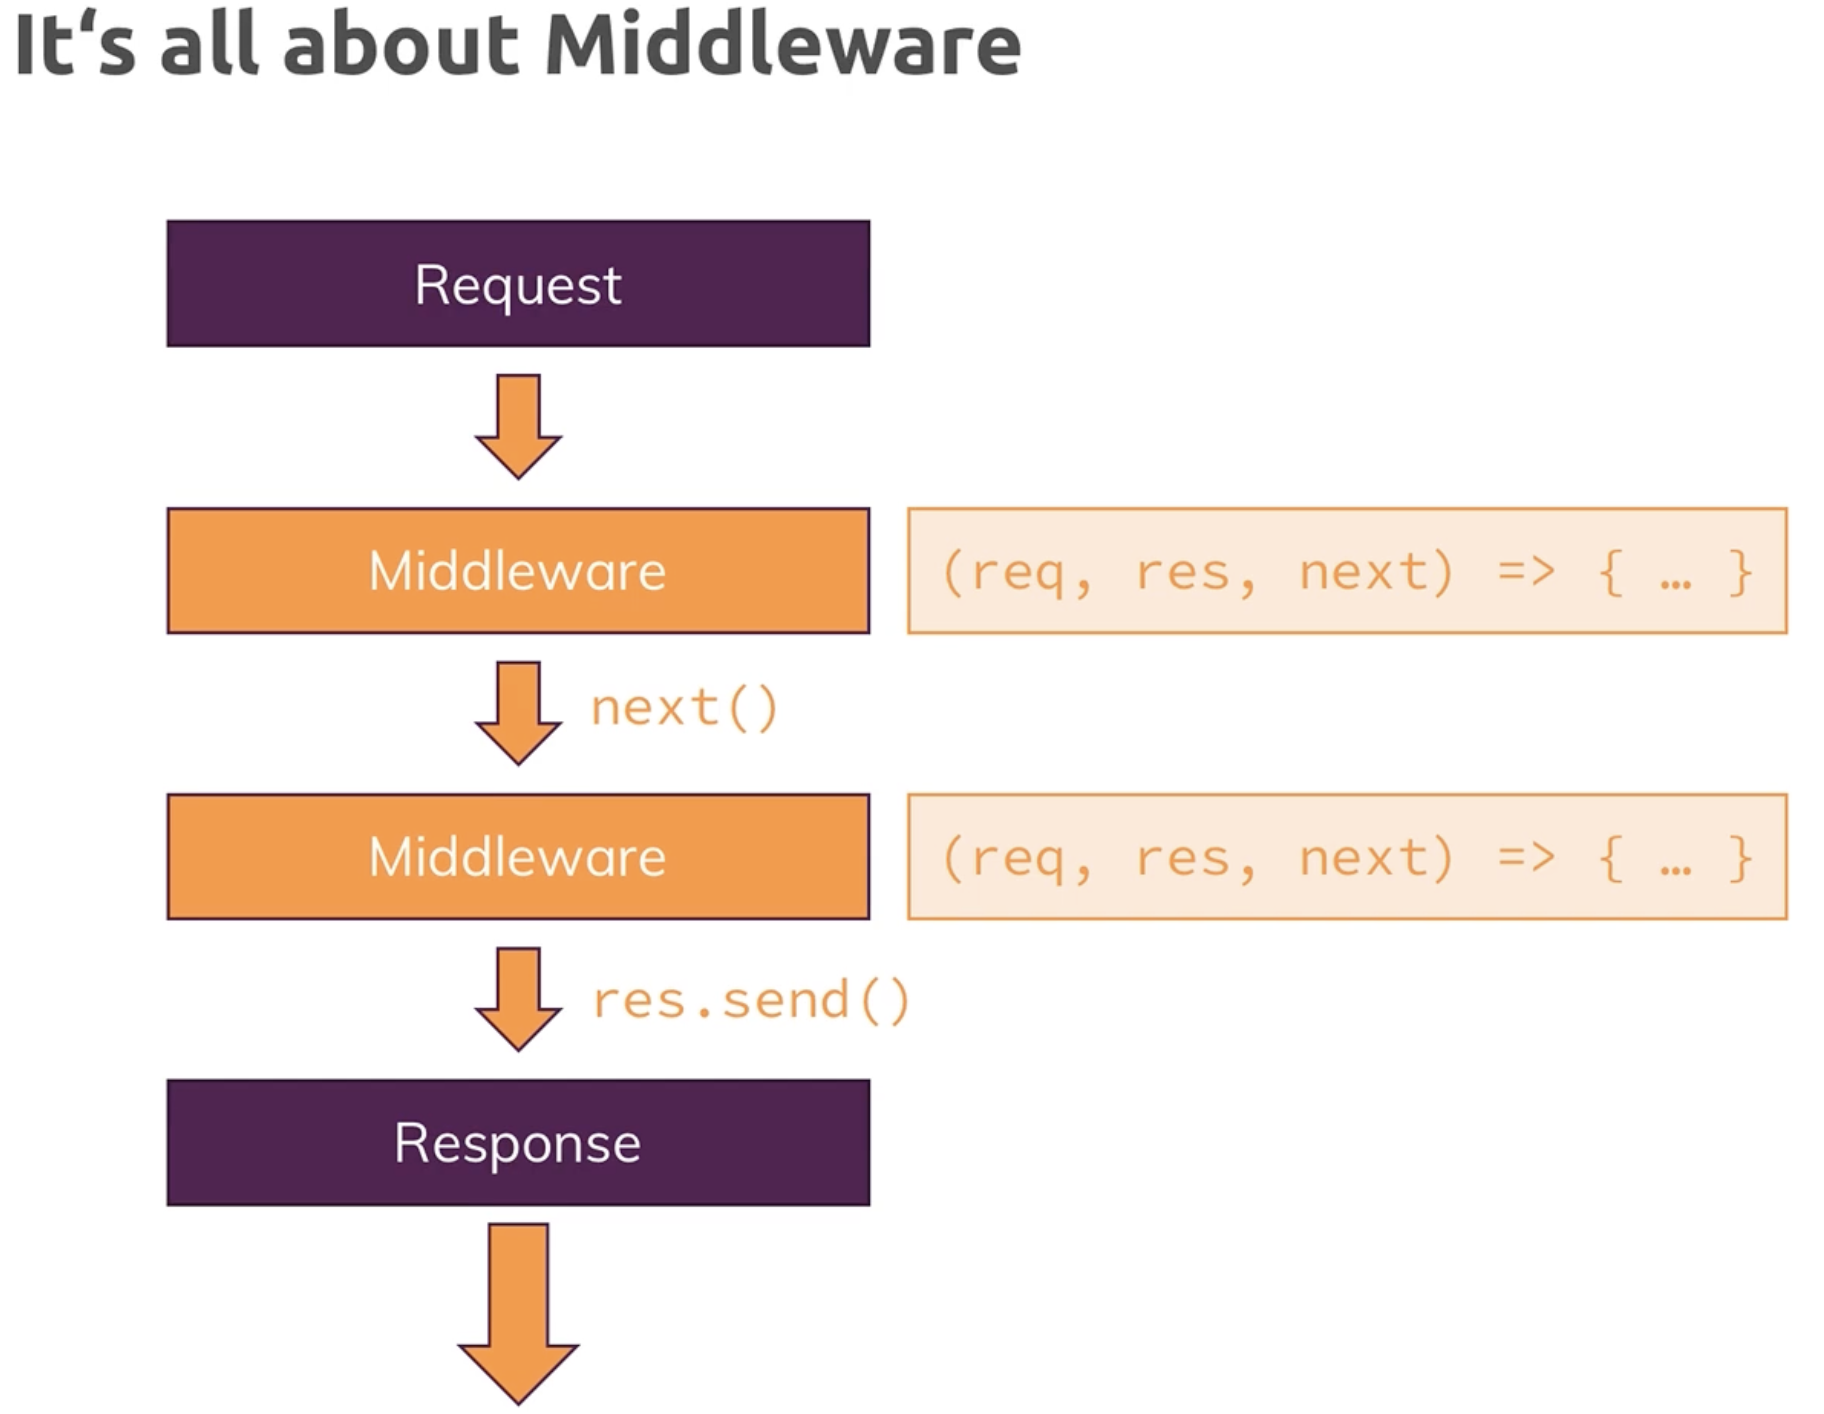 It‘s all about Middleware
Request
Middleware
(req, res, next) => { … }
next()
Middleware
(req, res, next) => { … }
res.send()
Response